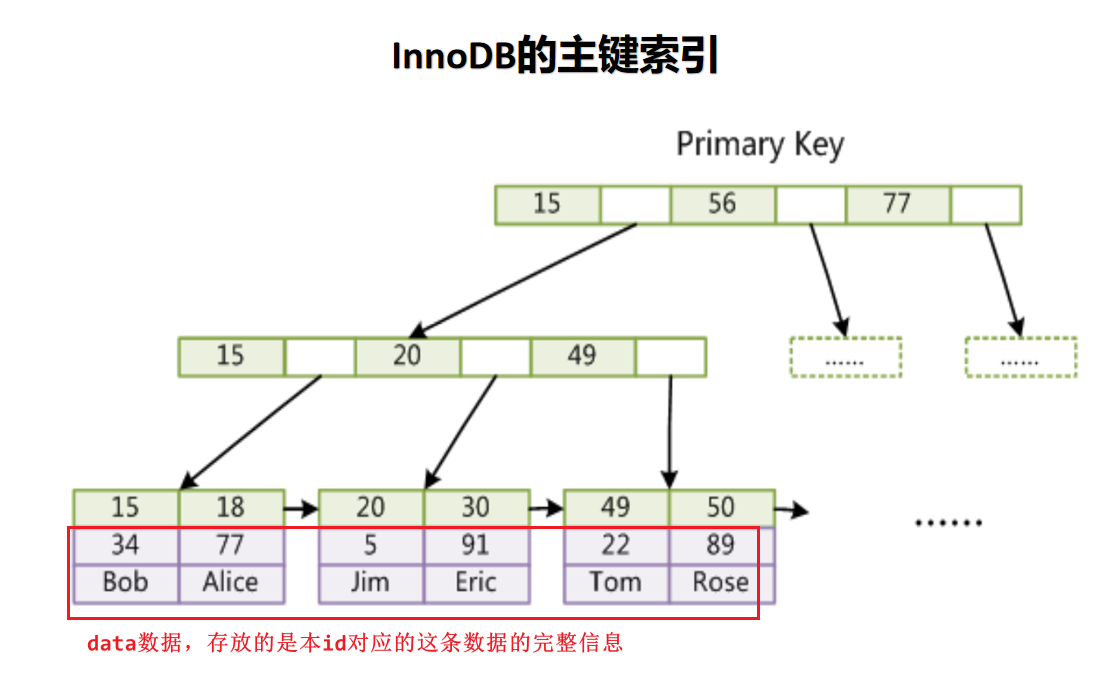 InnoDB的主键索引
Primary Key
15 56 77
15 20 49 ...... ......
15 18 20 30 49 50
......
34 77 5 91 22 89
Bob Alice Jim Eric Tom Rose
data数据，存放的是本id对应的这条数据的完整信息